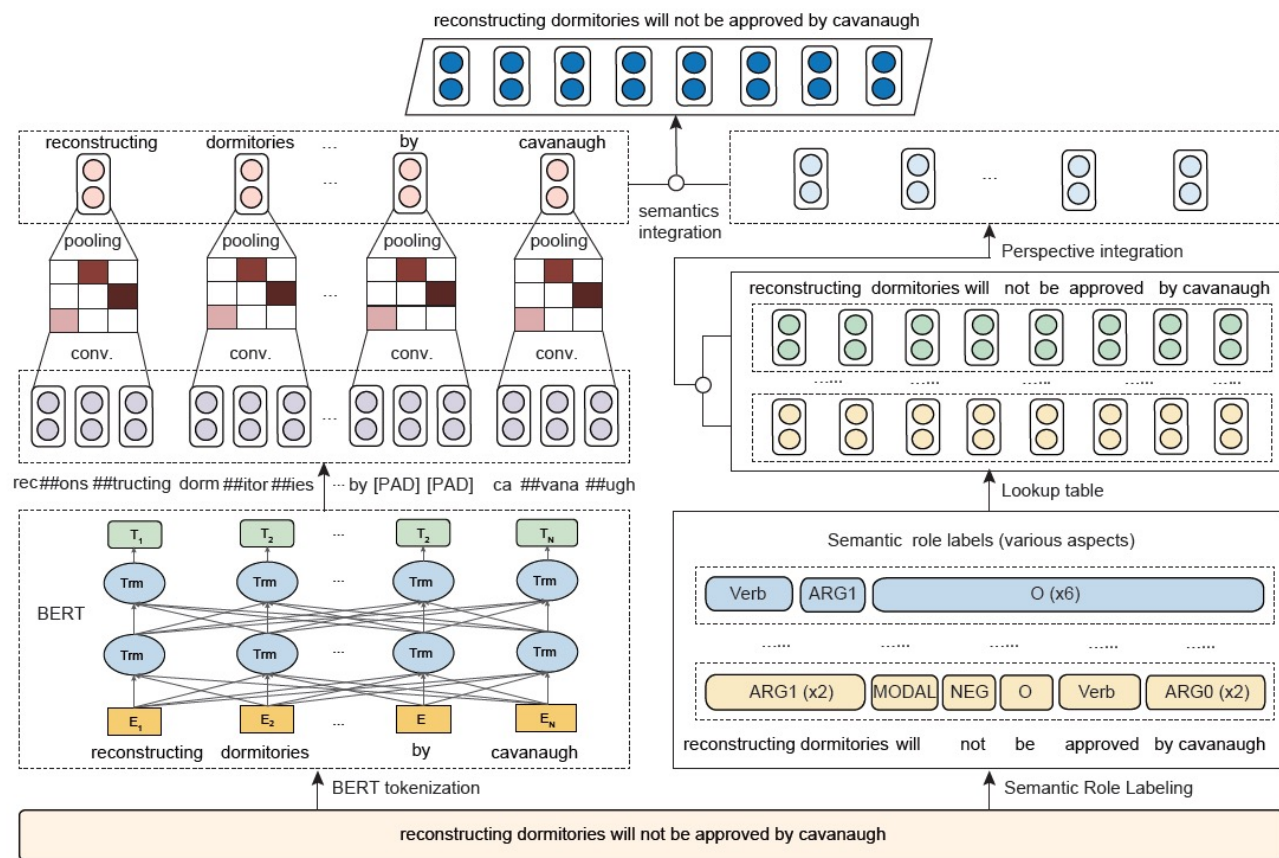 reconstructing dormitories will not be approved by cavanaugh
reconstructing dormitories ... by cavanaugh
...
semantics
integration
...
Perspective integration
pooling pooling pooling pooling
...
conv. conv. conv. conv.
...
rec ##ons ##tructing dorm ##itor ##ies ... by [PAD] [PAD] ca ##vana ##ugh
reconstructing dormitories will not be approved by cavanaugh
...... ...... ...... ...... ......
Lookup table
BERT
T1 T2 ... T2 TN
Trm Trm ... Trm Trm
Trm Trm ... Trm Trm
E1 E2 ... E EN
reconstructing dormitories ... by cavanaugh
BERT tokenization
Semantic role labels (various aspects)
Verb ARG1 O (x6)
...... ...... ...... ...... ......
ARG1 (x2) MODAL NEG O Verb ARG0 (x2)
reconstructing dormitories will not be approved by cavanaugh
Semantic Role Labeling
reconstructing dormitories will not be approved by cavanaugh